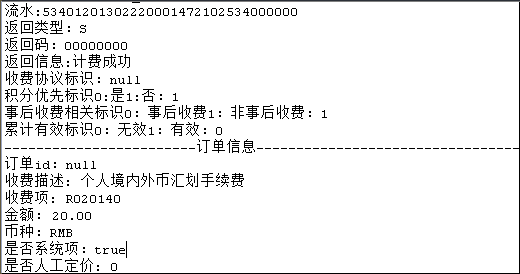 流水:5340120130222000147210253400000​0
返回类型: S
返回码: 00000000
返回信息:计费成功
收费协议标识: null
积分优先标识0:是1:否: 1
事后收费相关标识0: 事后收费1: 非事后收费: 1
累计有效标识0: 无效1: 有效: 0
------------------------订单信息---------------------------------
订单id: null
收费描述: 个人境内外币汇划手续费
收费项: R020140
金额: 20.00
币种: RMB
是否系统项: true
是否人工定价: 0